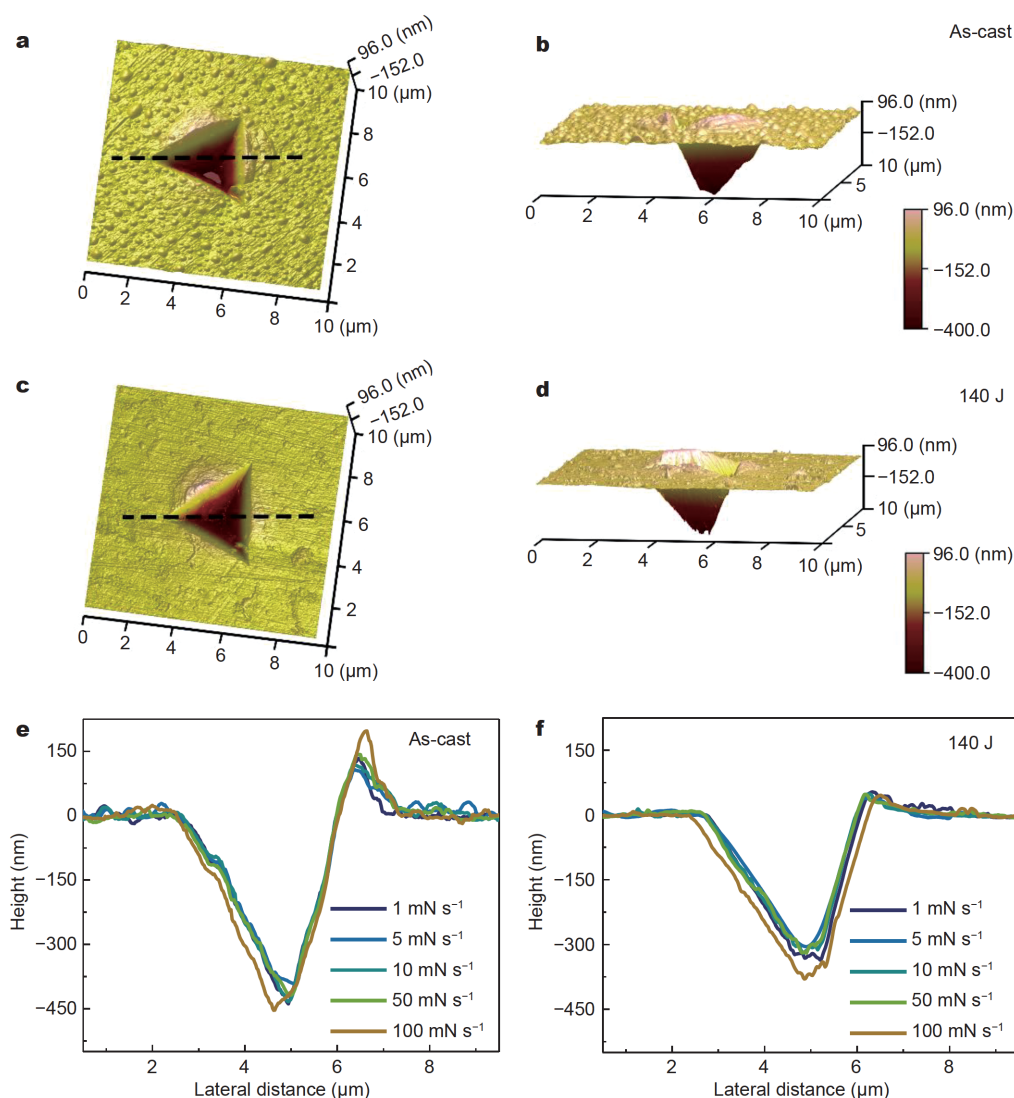 a
96.0 (nm)
−152.0
10 (μm)
8
6
4
2
0
2
4
6
8
10 (μm)
b
As-cast
96.0 (nm)
−152.0
10 (μm)
5
0
2
4
6
8
10 (μm)
96.0 (nm)
−152.0
−400.0
c
96.0 (nm)
−152.0
10 (μm)
8
6
4
2
0
2
4
6
8
10 (μm)
d
140 J
96.0 (nm)
−152.0
10 (μm)
5
0
2
4
6
8
10 (μm)
96.0 (nm)
−152.0
−400.0
e
As-cast
150
0
−150
−300
−450
Height (nm)
1 mN s⁻¹
5 mN s⁻¹
10 mN s⁻¹
50 mN s⁻¹
100 mN s⁻¹
2
4
6
8
Lateral distance (μm)
f
140 J
150
0
−150
−300
−450
Height (nm)
1 mN s⁻¹
5 mN s⁻¹
10 mN s⁻¹
50 mN s⁻¹
100 mN s⁻¹
2
4
6
8
Lateral distance (μm)